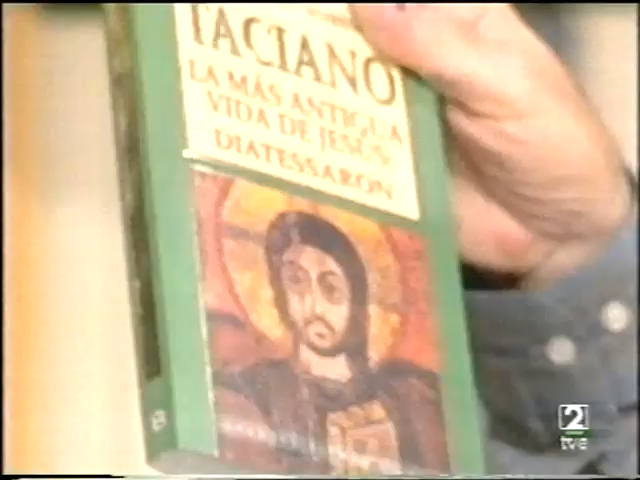 TACIANO
LA MÁS ANTIGUA
VIDA DE JESÚS
DIATESSARON
2
tve